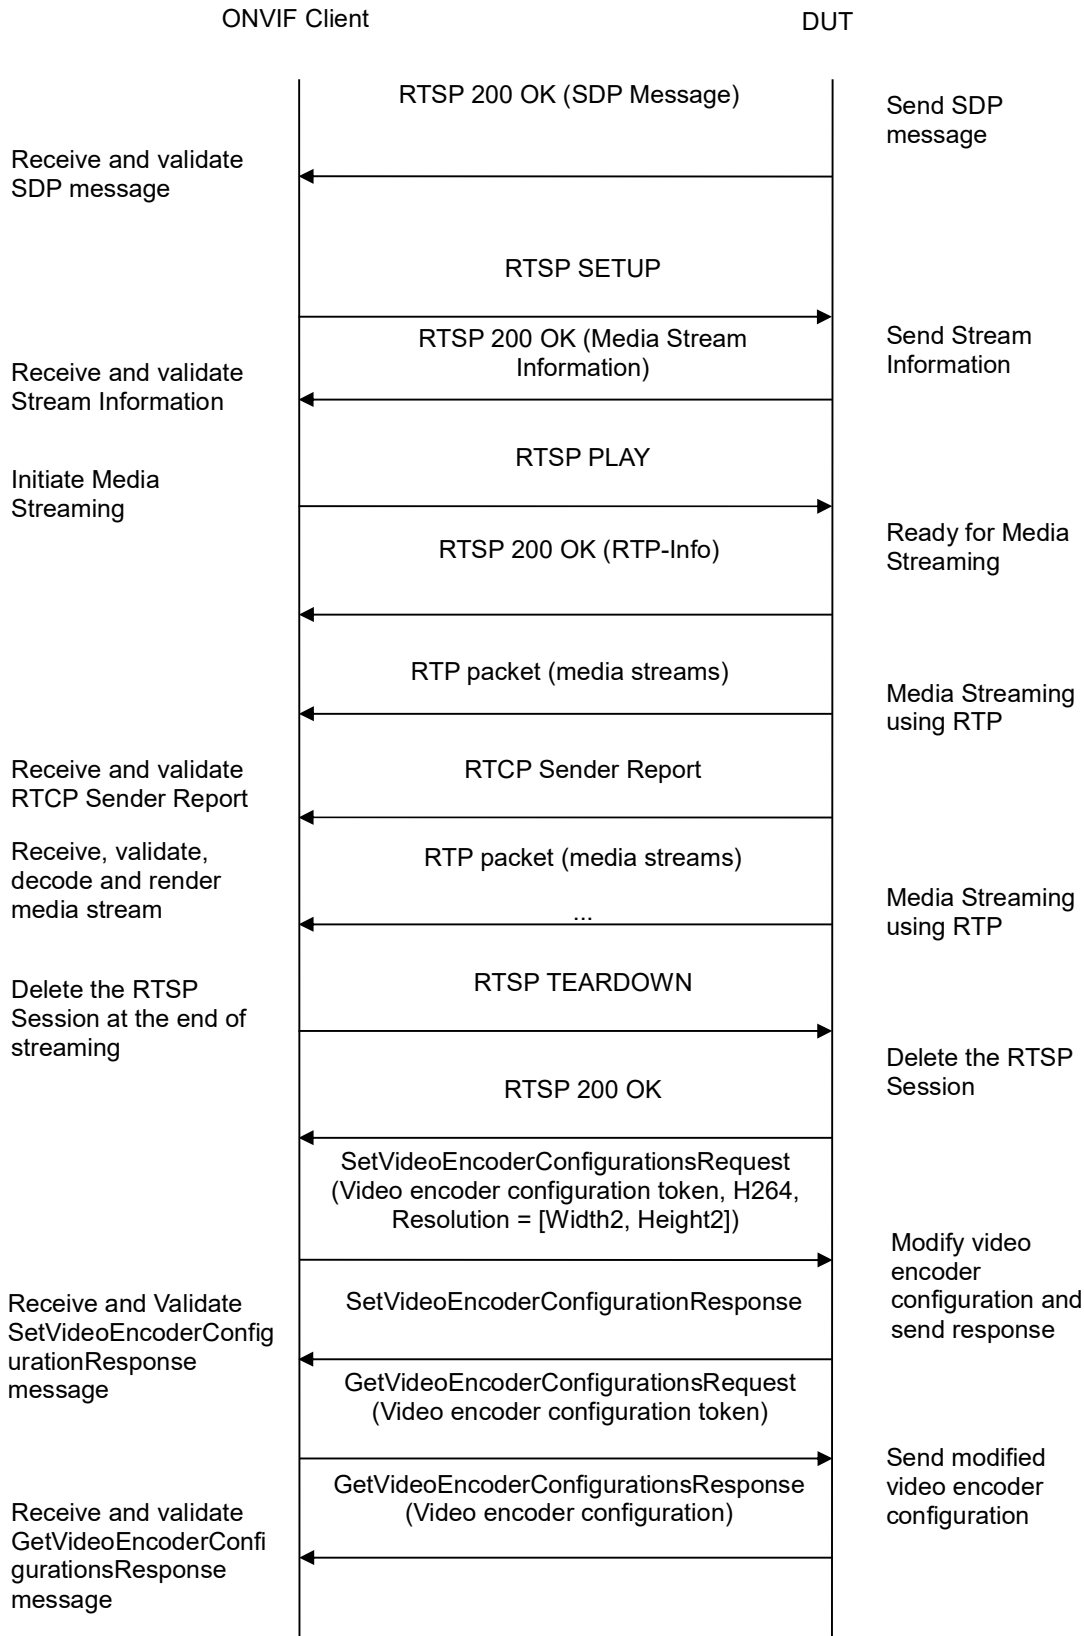 ONVIF Client
DUT
RTSP 200 OK (SDP Message)
Send SDP
message
Receive and validate
SDP message
RTSP SETUP
RTSP 200 OK (Media Stream
Information)
Send Stream
Information
Receive and validate
Stream Information
RTSP PLAY
Initiate Media
Streaming
RTSP 200 OK (RTP-Info)
Ready for Media
Streaming
RTP packet (media streams)
Media Streaming
using RTP
Receive and validate
RTCP Sender Report
RTCP Sender Report
Receive, validate,
decode and render
media stream
RTP packet (media streams)
...
Media Streaming
using RTP
RTSP TEARDOWN
Delete the RTSP
Session at the end of
streaming
Delete the RTSP
Session
RTSP 200 OK
SetVideoEncoderConfigurationsRequest
(Video encoder configuration token, H264,
Resolution = [Width2, Height2])
Modify video
encoder
configuration and
send response
Receive and Validate
SetVideoEncoderConfig
urationResponse
message
SetVideoEncoderConfigurationResponse
GetVideoEncoderConfigurationsRequest
(Video encoder configuration token)
Send modified
video encoder
configuration
GetVideoEncoderConfigurationsResponse
(Video encoder configuration)
Receive and validate
GetVideoEncoderConfi
gurationsResponse
message